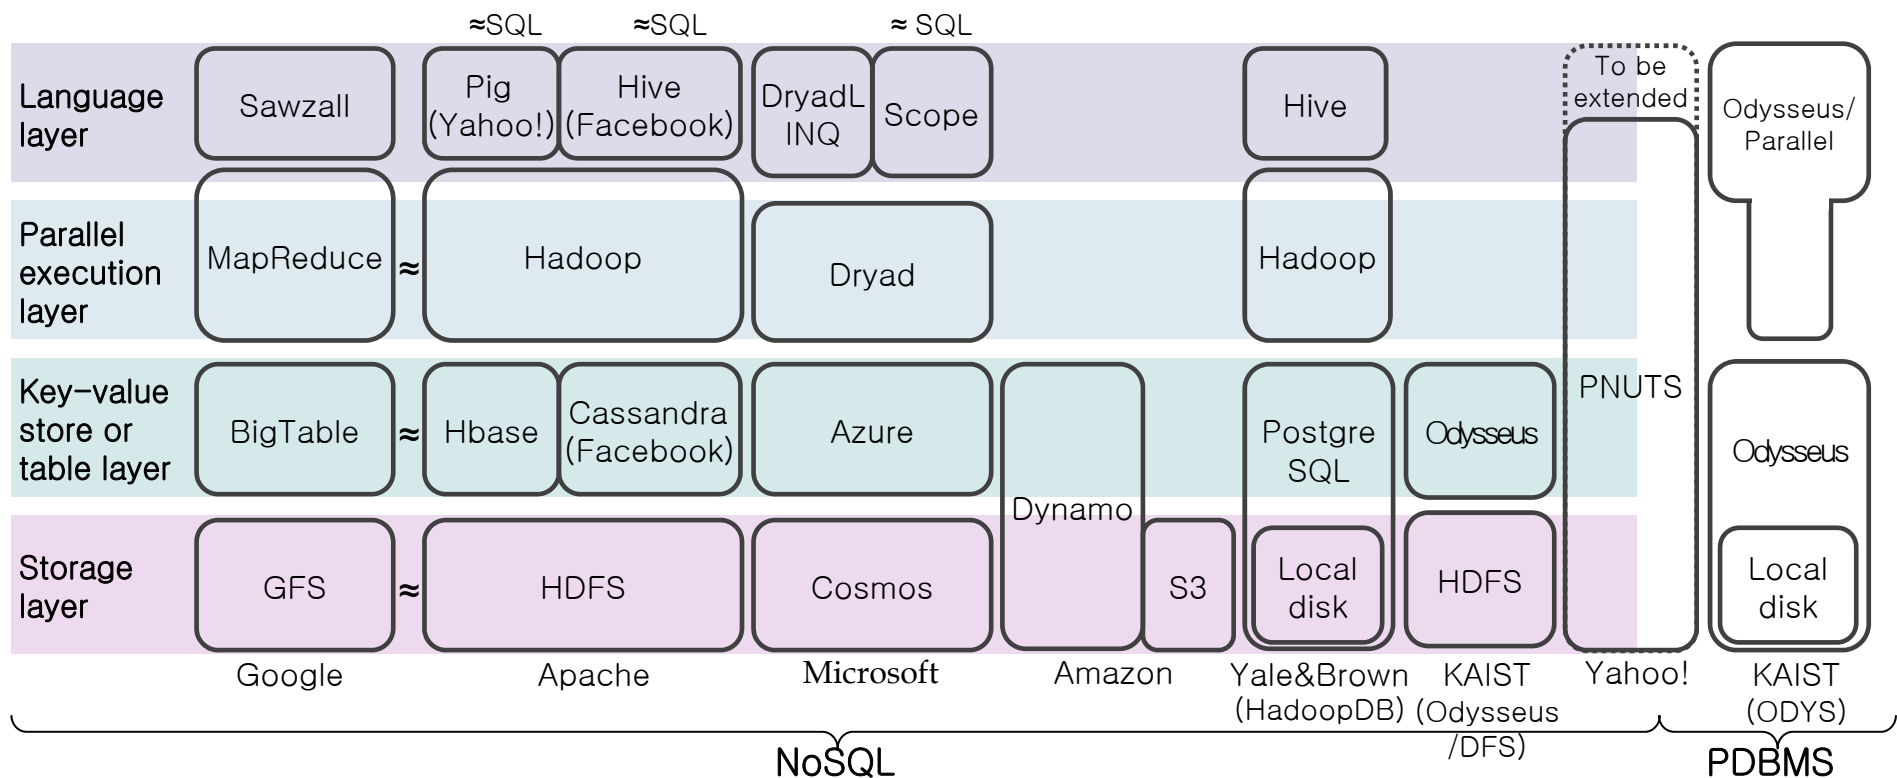 ≈SQL
≈SQL
≈ SQL
Language
layer
Sawzall
Pig
(Yahoo!)
Hive
(Facebook)
DryadL
INQ
Scope
Hive
To be
extended
Odysseus/
Parallel
Parallel
execution
layer
MapReduce
≈
Hadoop
Dryad
Hadoop
Key-value
store or
table layer
BigTable
≈
Hbase
Cassandra
(Facebook)
Azure
Dynamo
Postgre
SQL
Odysseus
PNUTS
Odysseus
Storage
layer
GFS
≈
HDFS
Cosmos
S3
Local
disk
HDFS
Local
disk
Google
Apache
Microsoft
Amazon
Yale&Brown
(HadoopDB)
KAIST
(Odysseus
/DFS)
Yahoo!
KAIST
(ODYS)
NoSQL
PDBMS